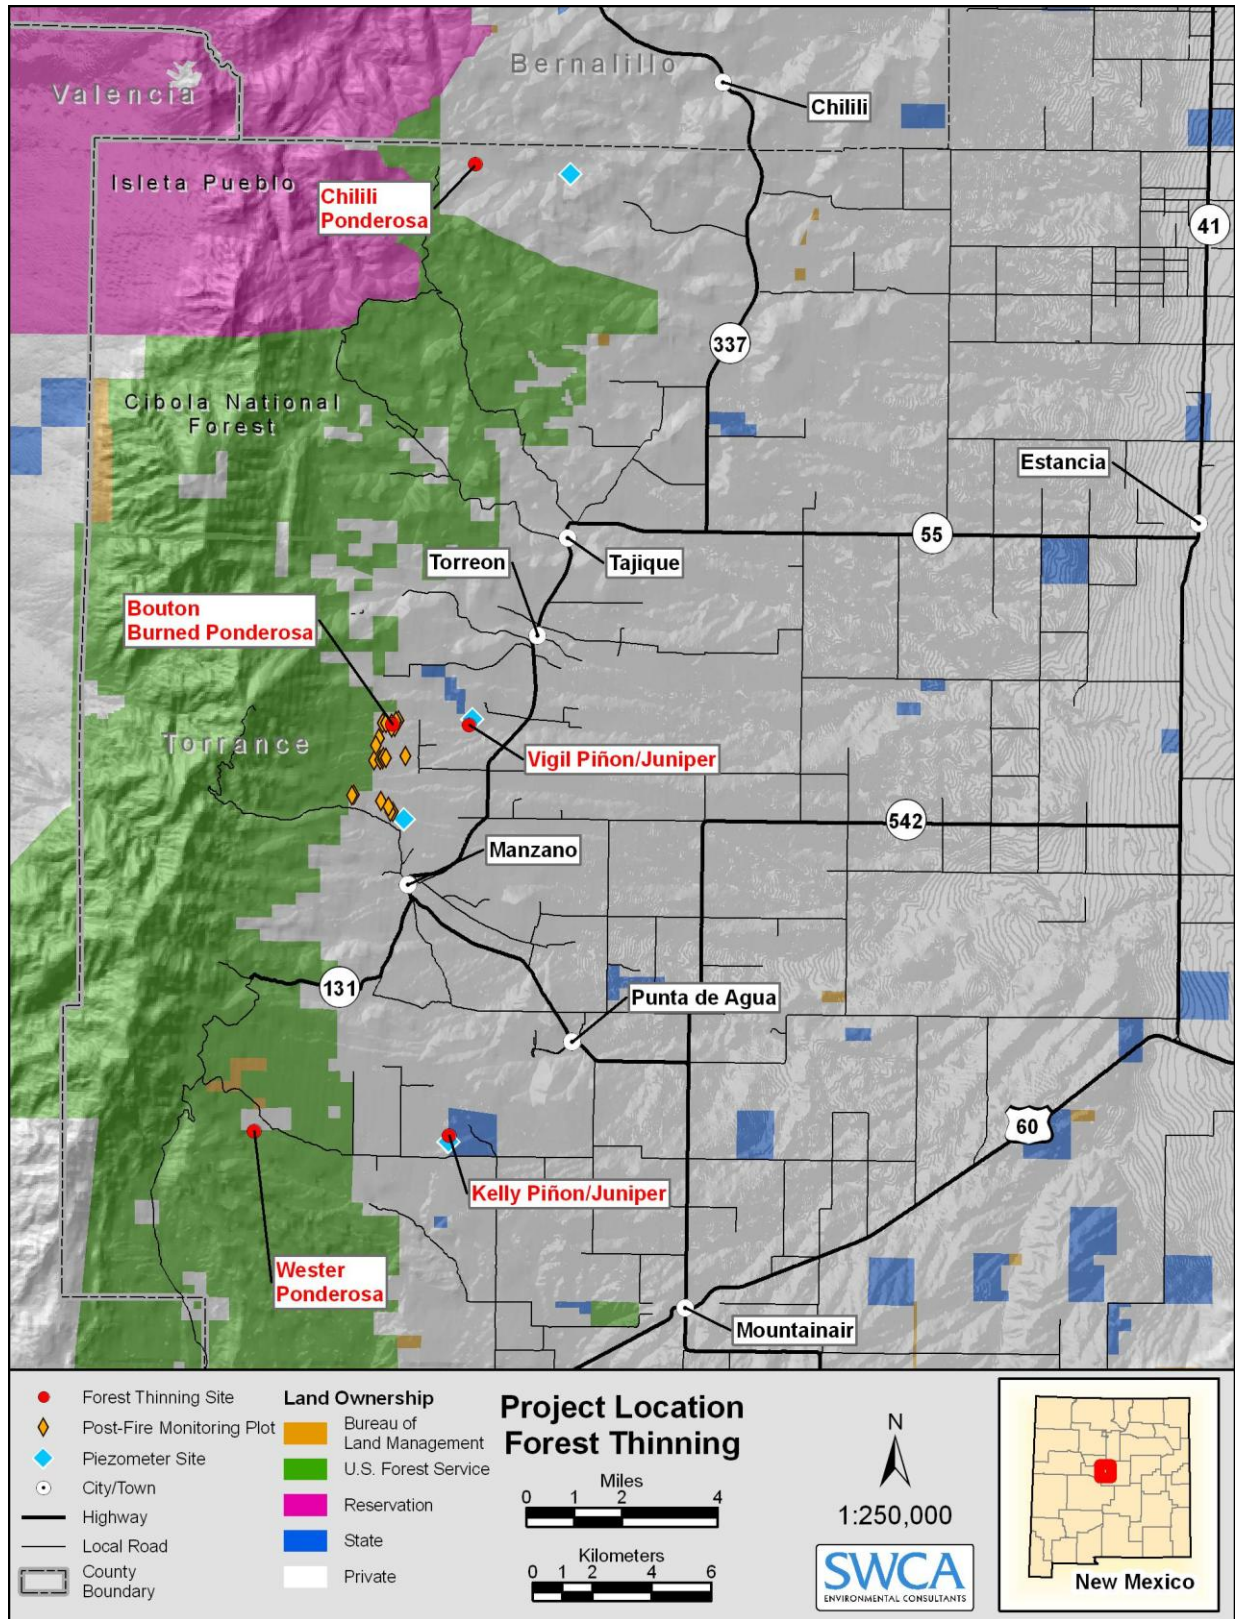 Bernalillo
Valencia
Chilili
Isleta Pueblo
Chilili
Ponderosa
41
337
Cibola National
Forest
Estancia
55
Torreon
Tajique
Bouton
Burned Ponderosa
Torrance
Vigil Piñon/Juniper
542
Manzano
131
Punta de Agua
60
Kelly Piñon/Juniper
Wester
Ponderosa
Mountainair
Forest Thinning Site
Post-Fire Monitoring Plot
Piezometer Site
City/Town
Highway
Local Road
County
Boundary
Land Ownership
Bureau of
Land Management
U.S. Forest Service
Reservation
State
Private
Project Location
Forest Thinning
Miles
0 1 2 4
Kilometers
0 1 2 4 6
N
1:250,000
SWCA
ENVIRONMENTAL CONSULTANTS
New Mexico